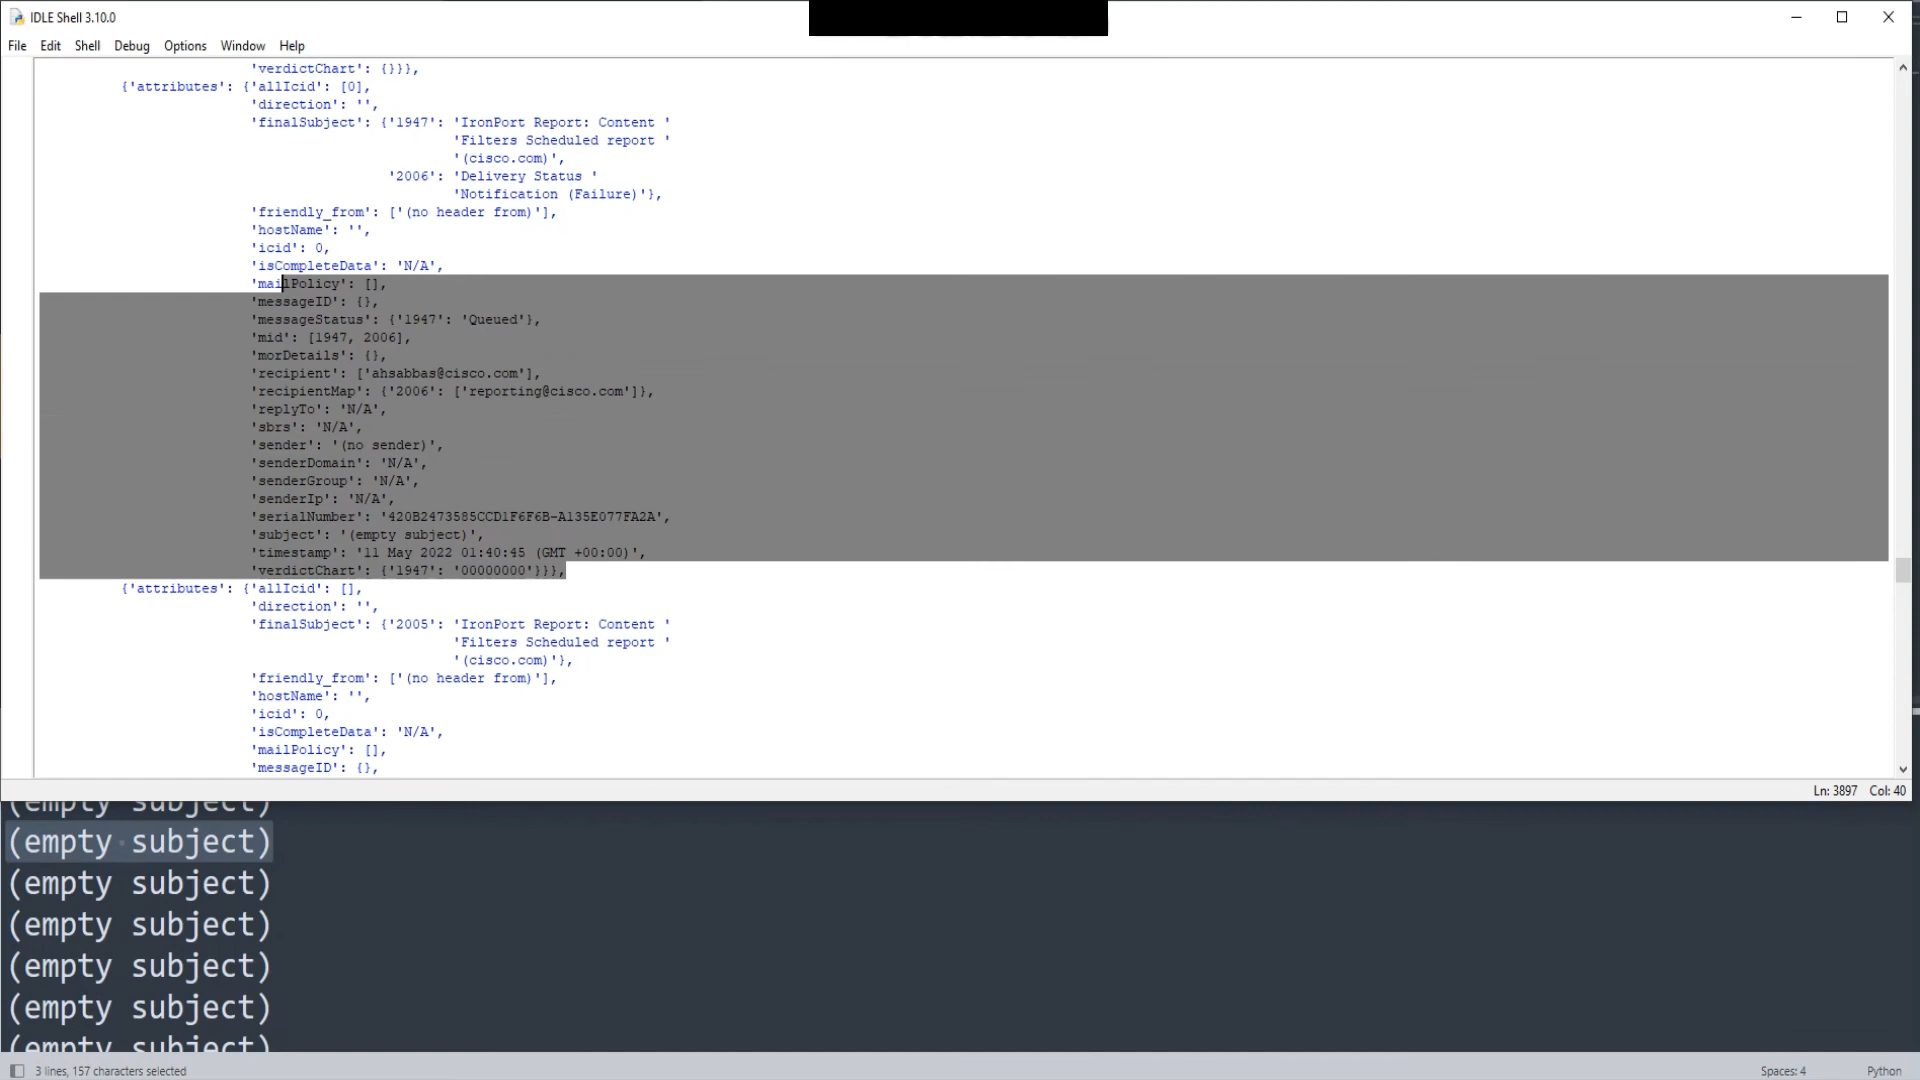 IDLE Shell 3.10.0
File Edit Shell Debug Options Window Help
'verdictChart': {}}},
{'attributes': {'allIcid': [0],
'direction': '',
'finalSubject': {'1947': 'IronPort Report: Content '
'Filters Scheduled report '
'(cisco.com)',
'2006': 'Delivery Status '
'Notification (Failure)'},
'friendly_from': ['(no header from)'],
'hostName': '',
'icid': 0,
'isCompleteData': 'N/A',
'mailPolicy': [],
'messageID': {},
'messageStatus': {'1947': 'Queued'},
'mid': [1947, 2006],
'morDetails': {},
'recipient': ['ahsabbas@cisco.com'],
'recipientMap': {'2006': ['reporting@cisco.com']},
'replyTo': 'N/A',
'sbrs': 'N/A',
'sender': '(no sender)',
'senderDomain': 'N/A',
'senderGroup': 'N/A',
'senderIp': 'N/A',
'serialNumber': '420B2473585CCD1F6F6B-A135E077FA2A',
'subject': '(empty subject)',
'timestamp': '11 May 2022 01:40:45 (GMT +00:00)',
'verdictChart': {'1947': '00000000'}}},
{'attributes': {'allIcid': [],
'direction': '',
'finalSubject': {'2005': 'IronPort Report: Content '
'Filters Scheduled report '
'(cisco.com)'},
'friendly_from': ['(no header from)'],
'hostName': '',
'icid': 0,
'isCompleteData': 'N/A',
'mailPolicy': [],
'messageID': {},
Ln: 3897 Col: 40
(empty subject)
(empty subject)
(empty subject)
(empty subject)
(empty subject)
(empty subject)
(empty subject)
3 lines, 157 characters selected
Spaces: 4 Python